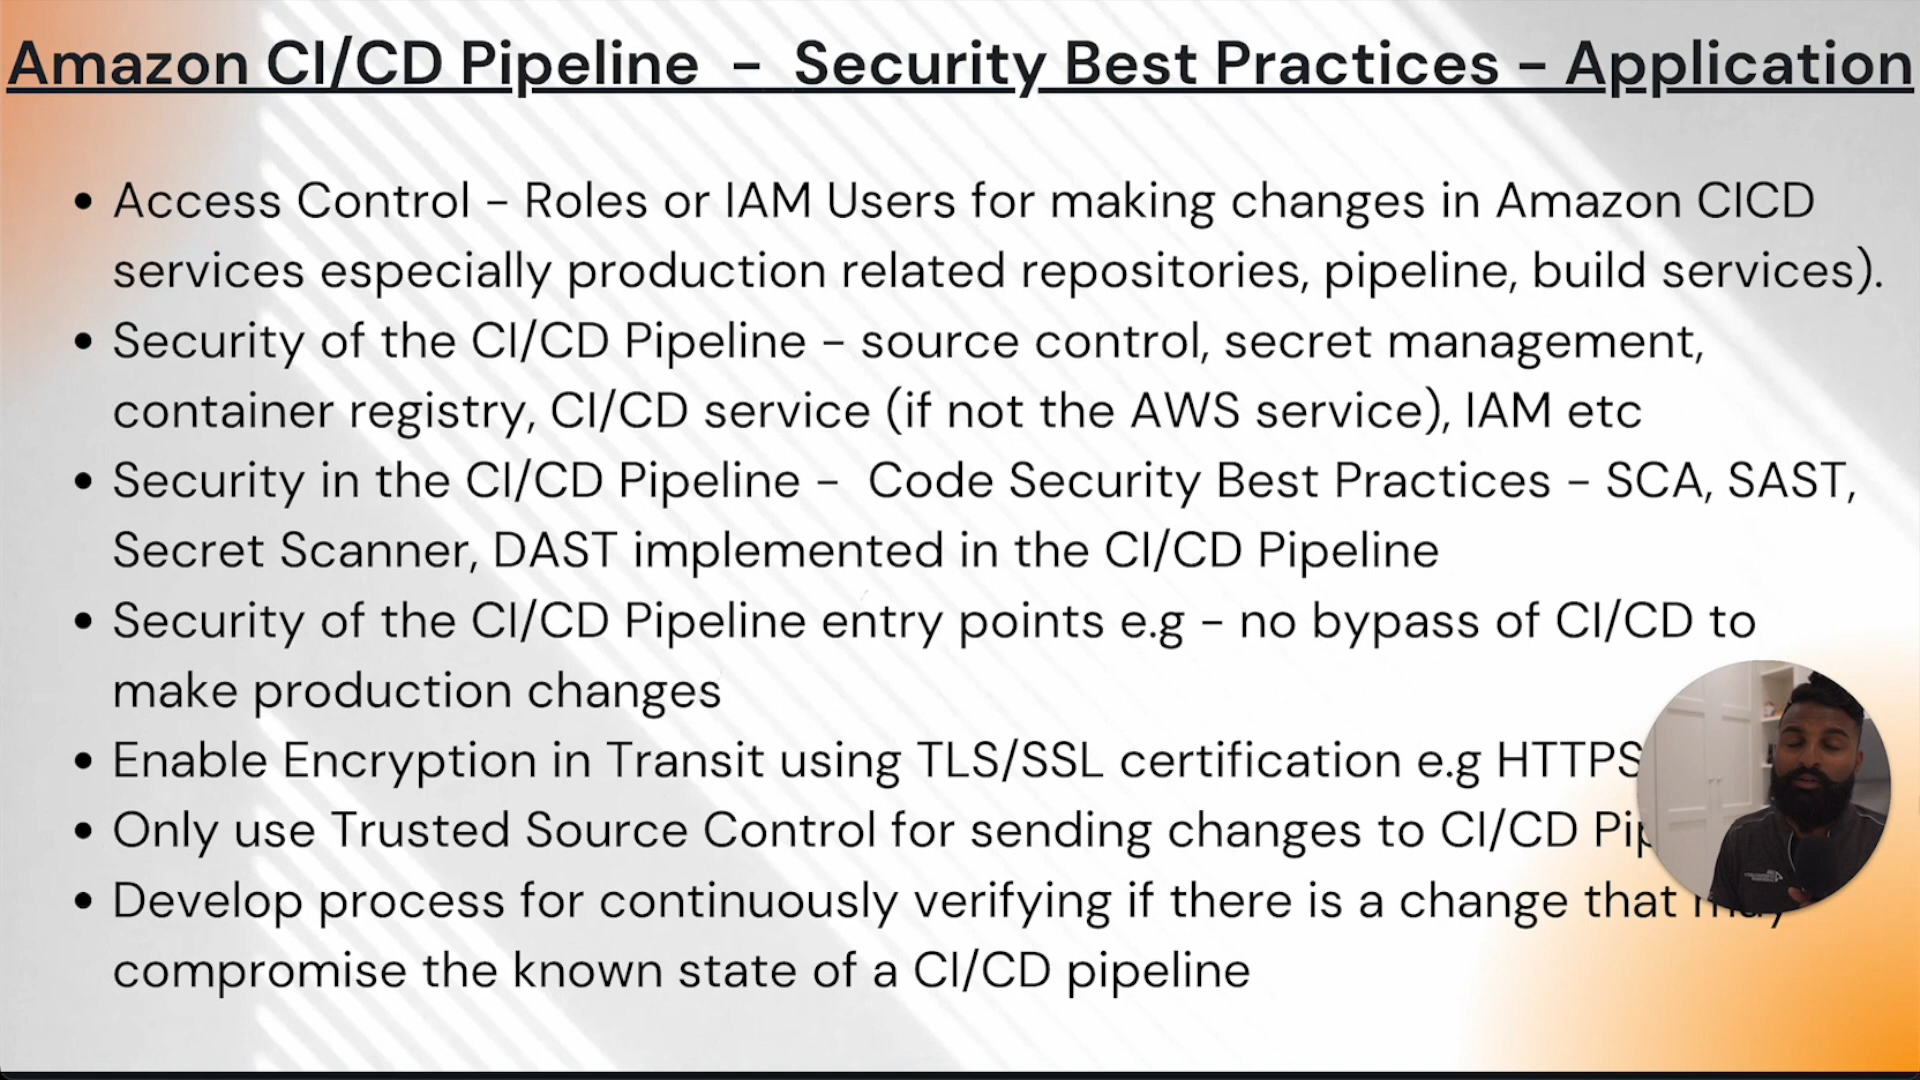 Amazon CI/CD Pipeline - Security Best Practices - Application
• Access Control - Roles or IAM Users for making changes in Amazon CICD
services especially production related repositories, pipeline, build services).
• Security of the CI/CD Pipeline - source control, secret management,
container registry, CI/CD service (if not the AWS service), IAM etc
• Security in the CI/CD Pipeline - Code Security Best Practices - SCA, SAST,
Secret Scanner, DAST implemented in the CI/CD Pipeline
• Security of the CI/CD Pipeline entry points e.g - no bypass of CI/CD to
make production changes
• Enable Encryption in Transit using TLS/SSL certification e.g HTTPS
• Only use Trusted Source Control for sending changes to CI/CD
• Develop process for continuously verifying if there is a change that may
compromise the known state of a CI/CD pipeline